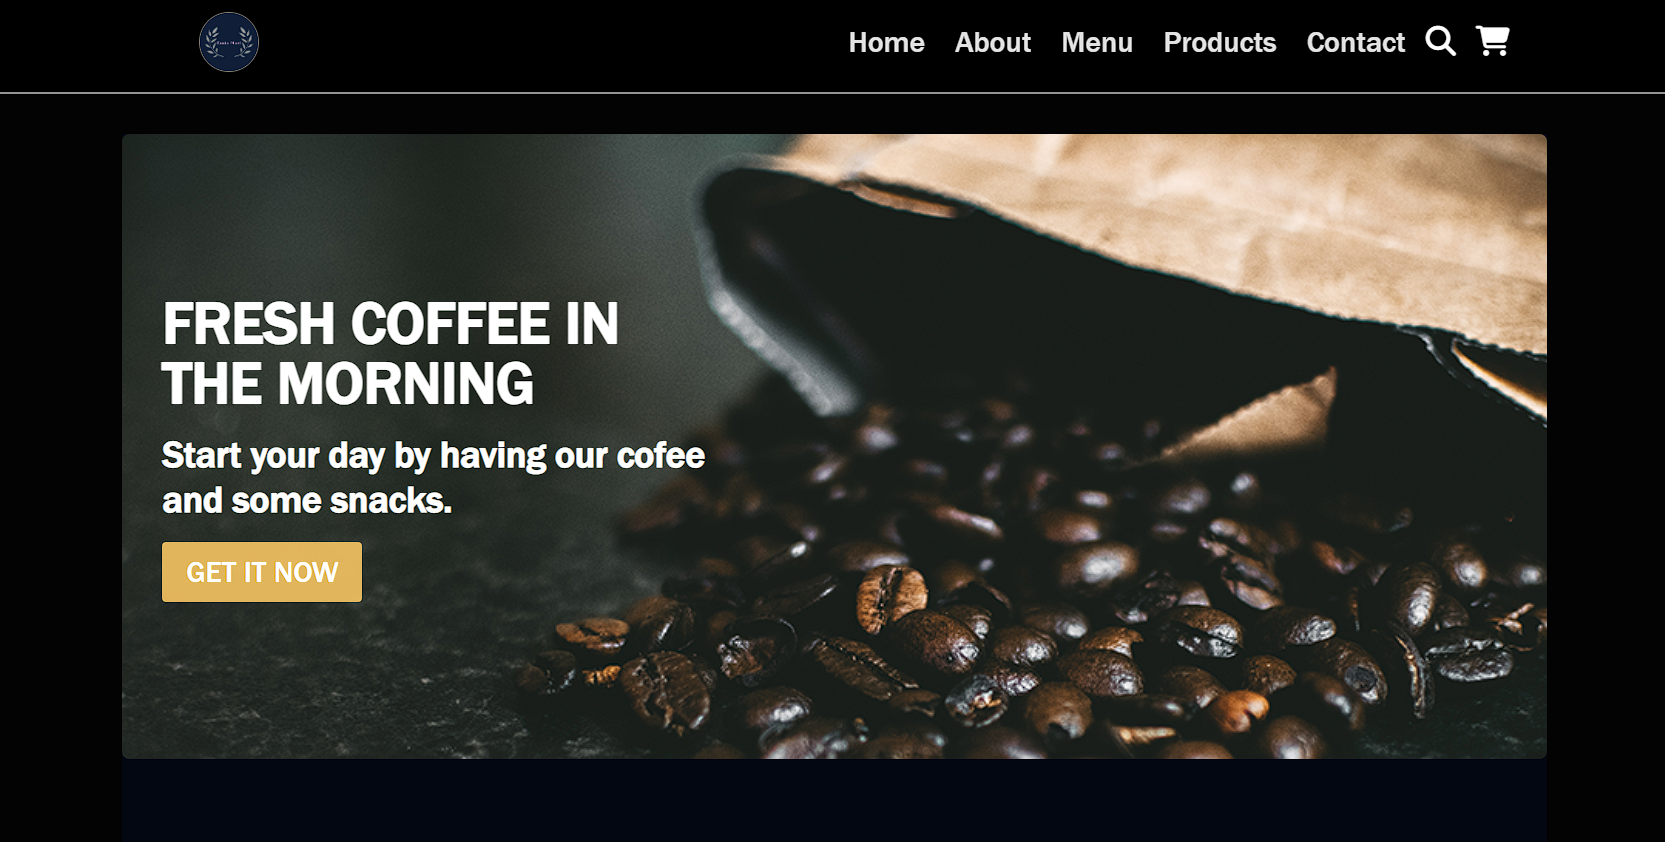 Home About Menu Products Contact
FRESH COFFEE IN
THE MORNING
Start your day by having our cofee
and some snacks.
GET IT NOW